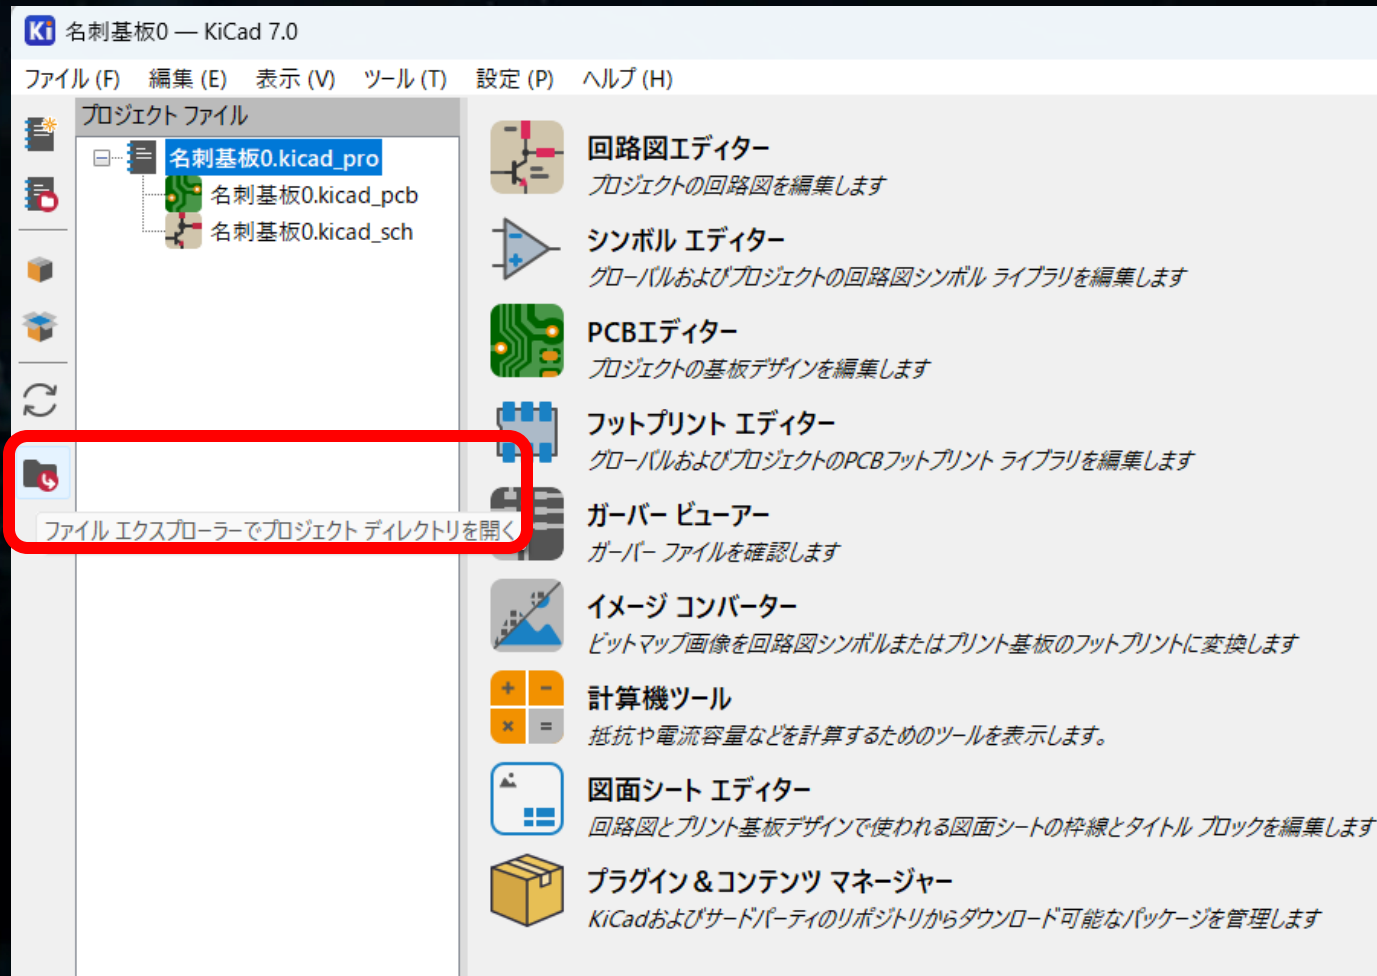 Ki 名刺基板0 — KiCad 7.0
ファイル (F) 編集 (E) 表示 (V) ツール (T) 設定 (P) ヘルプ (H)
プロジェクト ファイル
名刺基板0.kicad_pro
名刺基板0.kicad_pcb
名刺基板0.kicad_sch
ファイル エクスプローラーでプロジェクト ディレクトリを開く
回路図エディター
プロジェクトの回路図を編集します
シンボル エディター
グローバルおよびプロジェクトの回路図シンボル ライブラリを編集します
PCBエディター
プロジェクトの基板デザインを編集します
フットプリント エディター
グローバルおよびプロジェクトのPCBフットプリント ライブラリを編集します
ガーバー ビューアー
ガーバー ファイルを確認します
イメージ コンバーター
ビットマップ画像を回路図シンボルまたはプリント基板のフットプリントに変換します
計算機ツール
抵抗や電流容量などを計算するためのツールを表示します。
図面シート エディター
回路図とプリント基板デザインで使われる図面シートの枠線とタイトル ブロックを編集します
プラグイン＆コンテンツ マネージャー
KiCadおよびサードパーティのリポジトリからダウンロード可能なパッケージを管理します